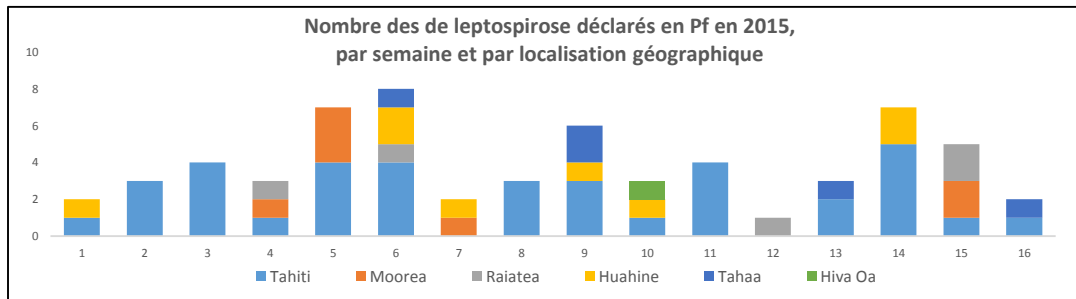 Nombre des de leptospirose déclarés en Pf en 2015,
par semaine et par localisation géographique
10
8
6
4
2
0
1 2 3 4 5 6 7 8 9 10 11 12 13 14 15 16
Tahiti Moorea Raiatea Huahine Tahaa Hiva Oa